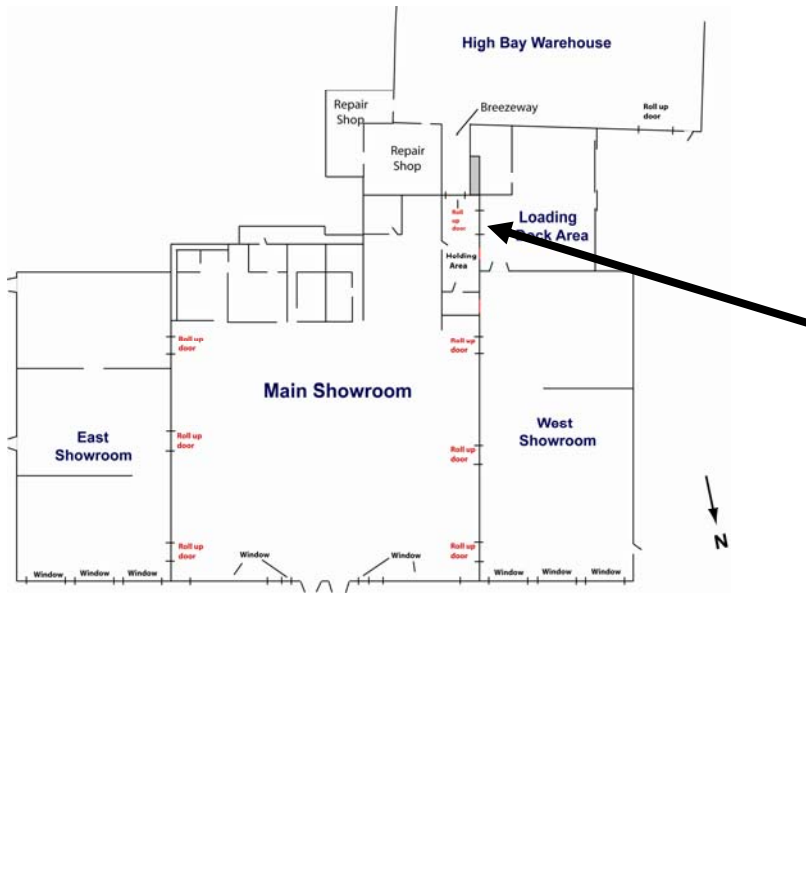 High Bay Warehouse
Repair
Shop
Breezeway
Roll up
door
Repair
Shop
Roll
up
door
Loading
Dock Area
Holding
Area
Roll up
door
Roll up
door
Main Showroom
East
Showroom
West
Showroom
Roll up
door
Roll up
door
Roll up
door
Roll up
door
Window
Window
Window
Window
Window
Window
Window
Window
N